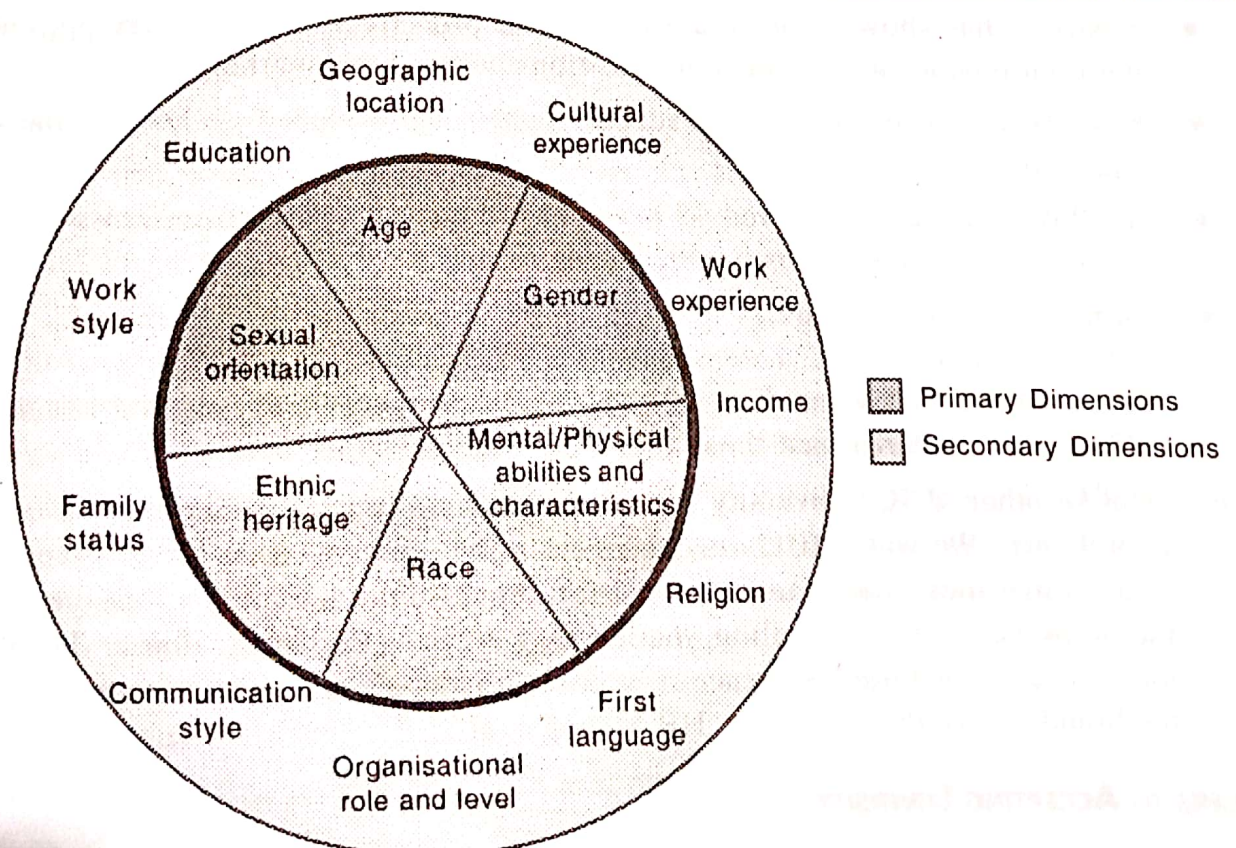 Geographic
location
Cultural
experience
Education
Age
Work
experience
Gender
Work
style
Sexual
orientation
Income
Primary Dimensions
Secondary Dimensions
Mental/Physical
abilities and
characteristics
Ethnic
heritage
Family
status
Race
Religion
Communication
style
First
language
Organisational
role and level